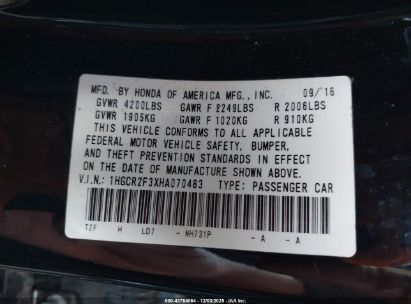 MFD. BY HONDA OF AMERICA MFG., INC. 09/16
GVWR 4200LBS GAWR F 2249LBS R 2006LBS
GVWR 1905KG GAWR F 1020KG R 910KG
THIS VEHICLE CONFORMS TO ALL APPLICABLE
FEDERAL MOTOR VEHICLE SAFETY, BUMPER,
AND THEFT PREVENTION STANDARDS IN EFFECT ON
THE DATE OF MANUFACTURE SHOWN ABOVE.
V.I.N: 1HGCR2F3XHA070483 TYPE: PASSENGER CAR
T2F H LD7 - NH731P - A - A